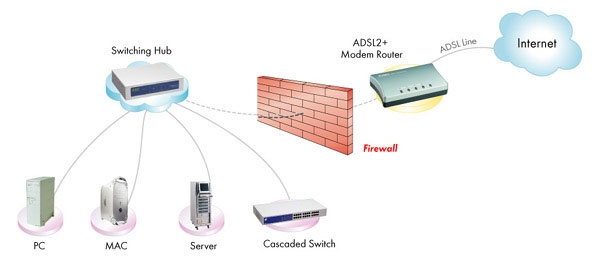 Switching Hub
ADSL2+
Modem Router
ADSL Line
Internet
Firewall
PC
MAC
Server
Cascaded Switch